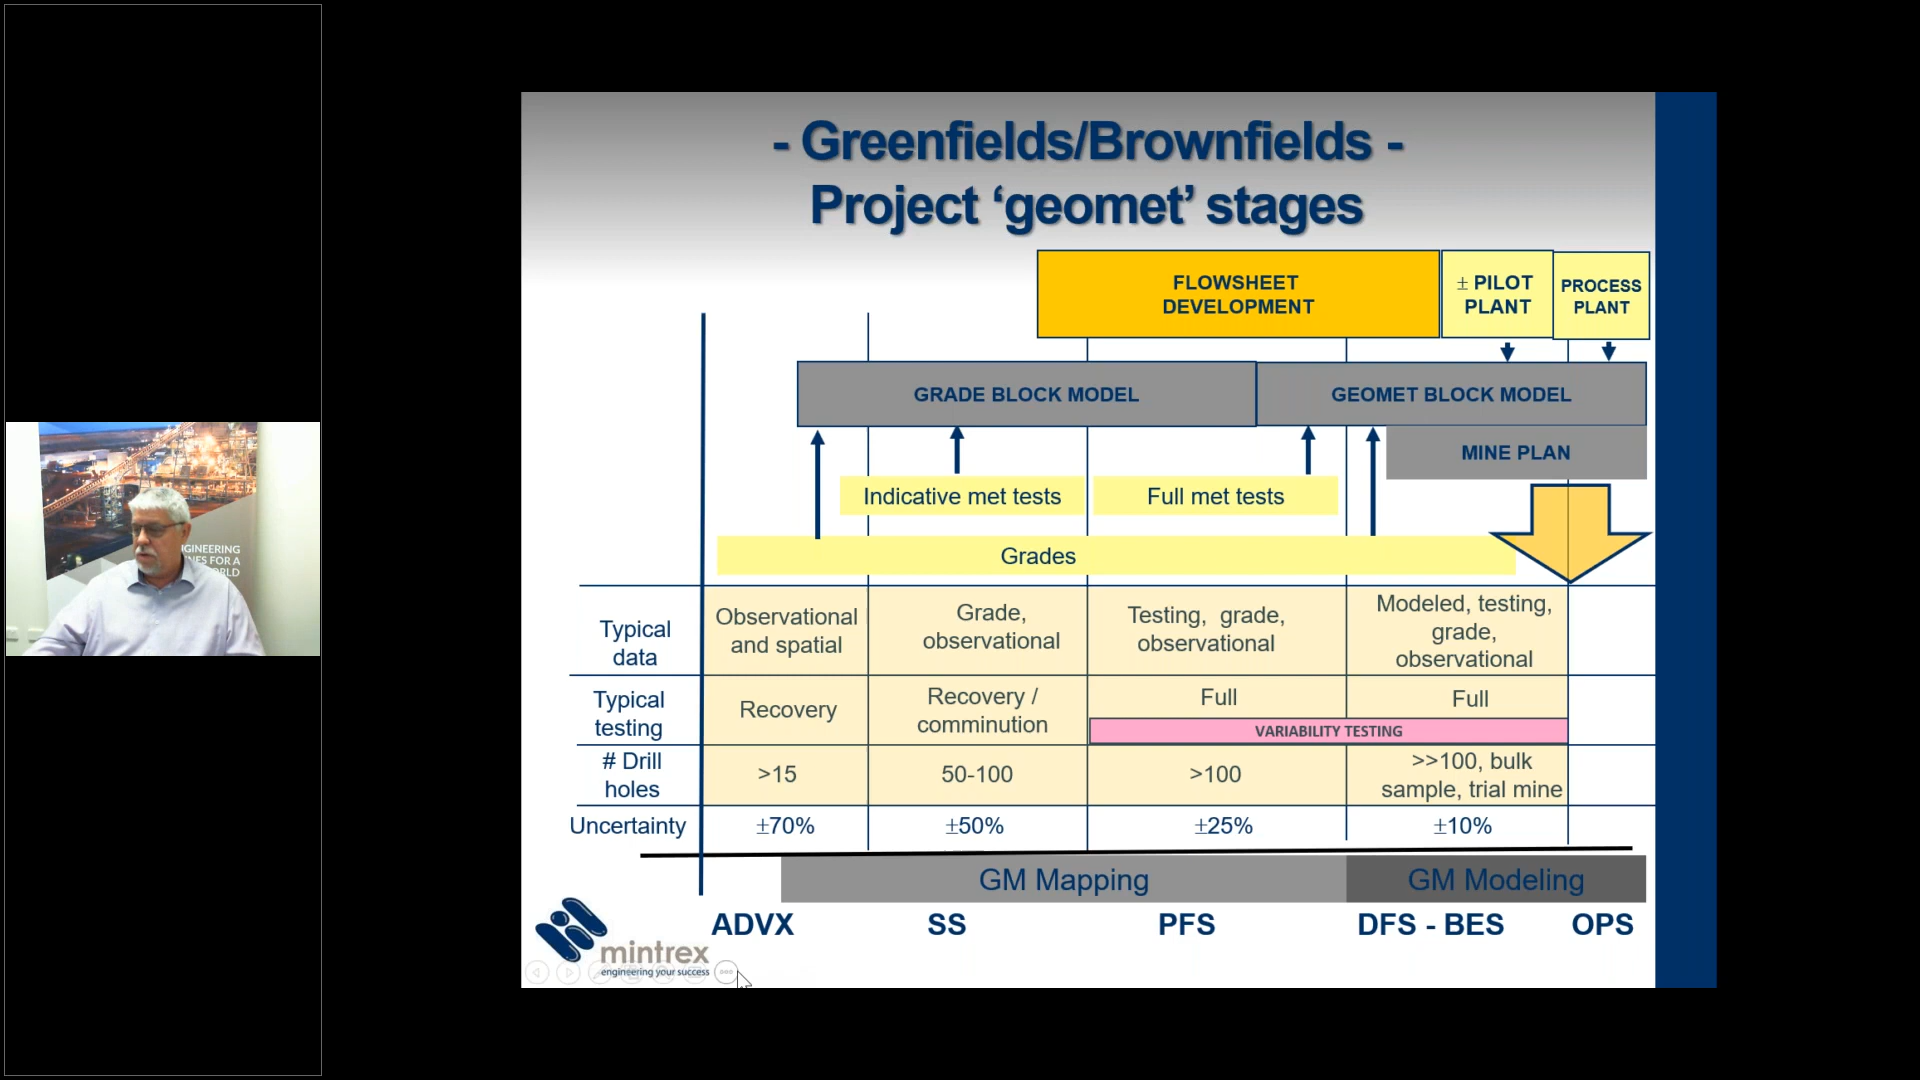 - Greenfields/Brownfields -
Project ‘geomet’ stages
FLOWSHEET
DEVELOPMENT
± PILOT
PLANT
PROCESS
PLANT
GRADE BLOCK MODEL
GEOMET BLOCK MODEL
MINE PLAN
Indicative met tests
Full met tests
Grades
Typical
data
Observational
and spatial
Grade,
observational
Testing, grade,
observational
Modeled, testing,
grade,
observational
Typical
testing
Recovery
Recovery /
comminution
Full
Full
VARIABILITY TESTING
# Drill
holes
>15
50-100
>100
>>100, bulk
sample, trial mine
Uncertainty
±70%
±50%
±25%
±10%
GM Mapping
GM Modeling
ADVX
SS
PFS
DFS - BES
OPS
mintrex
engineering your success
GINEERING
FOR A